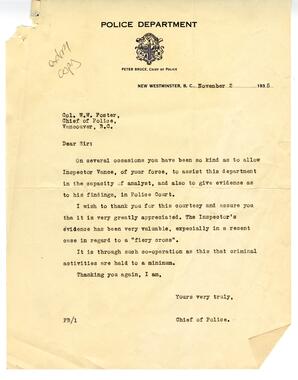 POLICE DEPARTMENT
copy
PETER BRUCE, CHIEF OF POLICE
NEW WESTMINSTER, B. C. November 2 1935
Col. W.W. Foster,
Chief of Police,
Vancouver, B.C.
Dear Sir:
On several occasions you have been so kind as to allow
Inspector Vance, of your force, to assist this department
in the capacity of analyst, and also to give evidence as
to his findings, in Police Court.
I wish to thank you for this courtesy and assure you
that it is very greatly appreciated. The Inspector's
evidence has been very valuable, especially in a recent
case in regard to a "fiery cross".
It is through such co-operation as this that criminal
activities are held to a minimum.
Thanking you again, I am,
Yours very truly,
PB/1
Chief of Police.